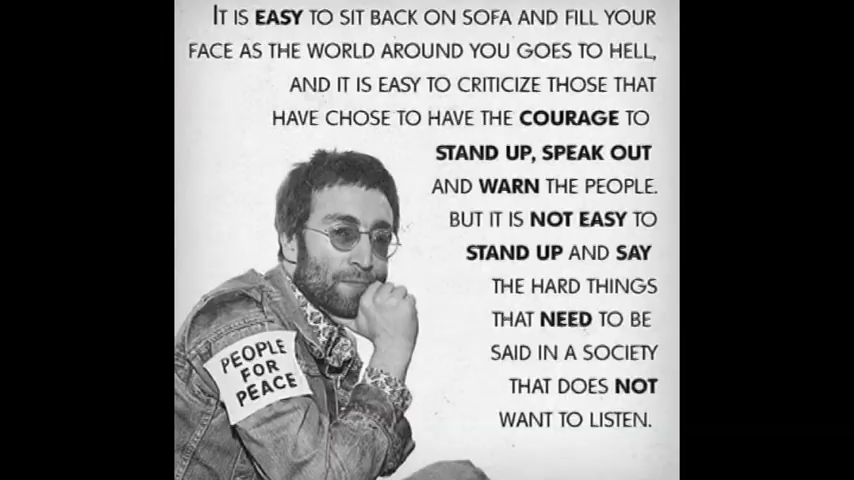 IT IS EASY TO SIT BACK ON SOFA AND FILL YOUR
FACE AS THE WORLD AROUND YOU GOES TO HELL,
AND IT IS EASY TO CRITICIZE THOSE THAT
HAVE CHOSE TO HAVE THE COURAGE TO
STAND UP, SPEAK OUT
AND WARN THE PEOPLE.
BUT IT IS NOT EASY TO
STAND UP AND SAY
THE HARD THINGS
THAT NEED TO BE
SAID IN A SOCIETY
THAT DOES NOT
WANT TO LISTEN.
PEOPLE
FOR
PEACE